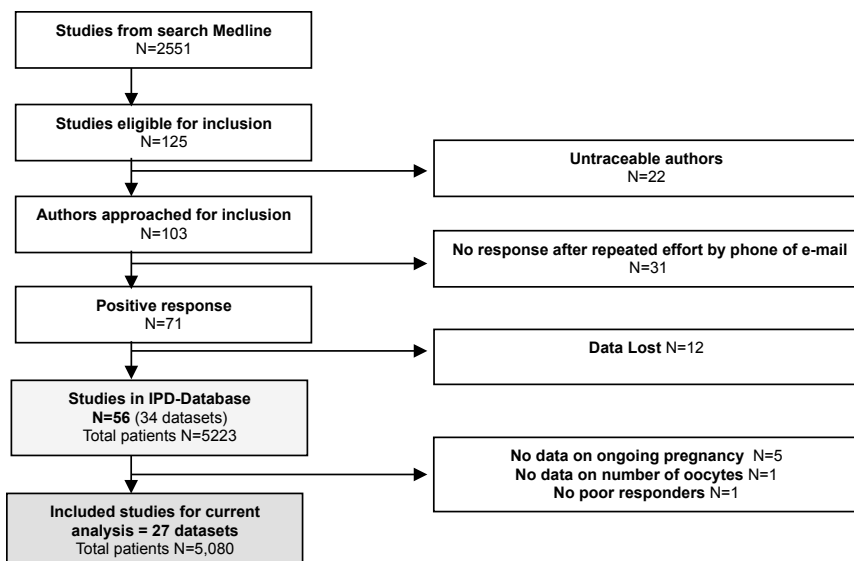 Studies from search Medline
N=2551
Studies eligible for inclusion
N=125
Untraceable authors
N=22
Authors approached for inclusion
N=103
No response after repeated effort by phone of e-mail
N=31
Positive response
N=71
Data Lost N=12
Studies in IPD-Database
N=56 (34 datasets)
Total patients N=5223
No data on ongoing pregnancy N=5
No data on number of oocytes N=1
No poor responders N=1
Included studies for current
analysis = 27 datasets
Total patients N=5,080